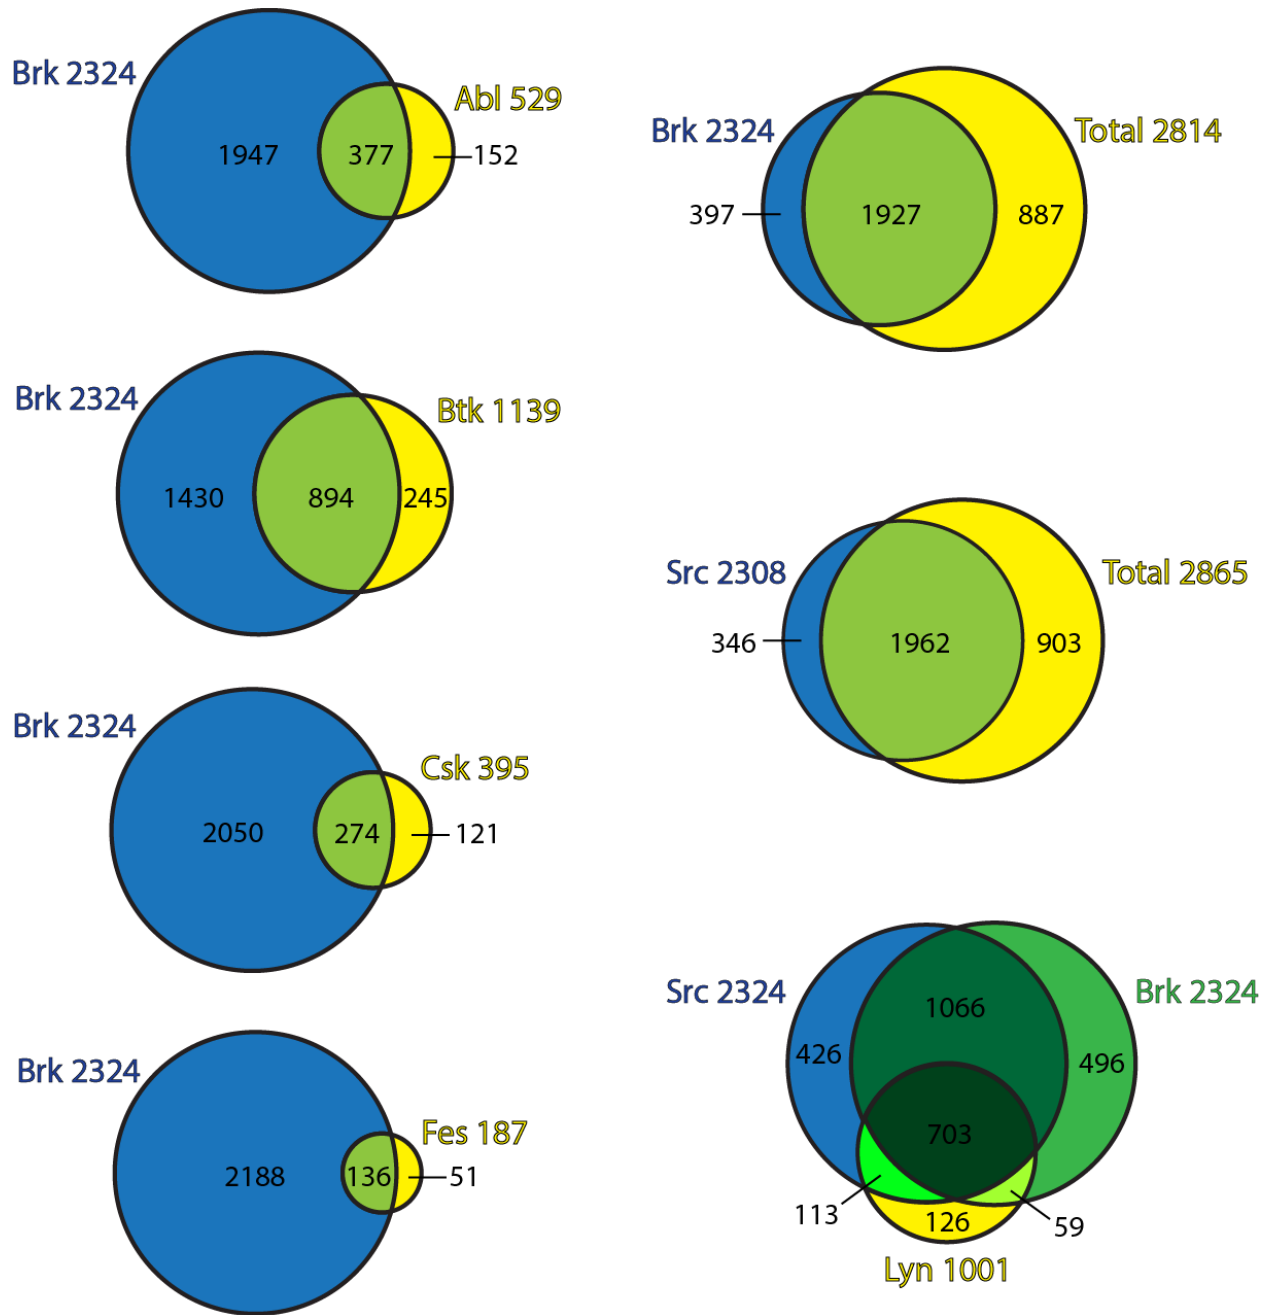 Brk 2324
Abl 529
1947
377
152
Brk 2324
Btk 1139
1430
894
245
Brk 2324
Csk 395
2050
274
121
Brk 2324
Fes 187
2188
136
51
Brk 2324
Total 2814
397
1927
887
Src 2308
Total 2865
346
1962
903
Src 2324
Brk 2324
1066
426
496
703
113
126
59
Lyn 1001